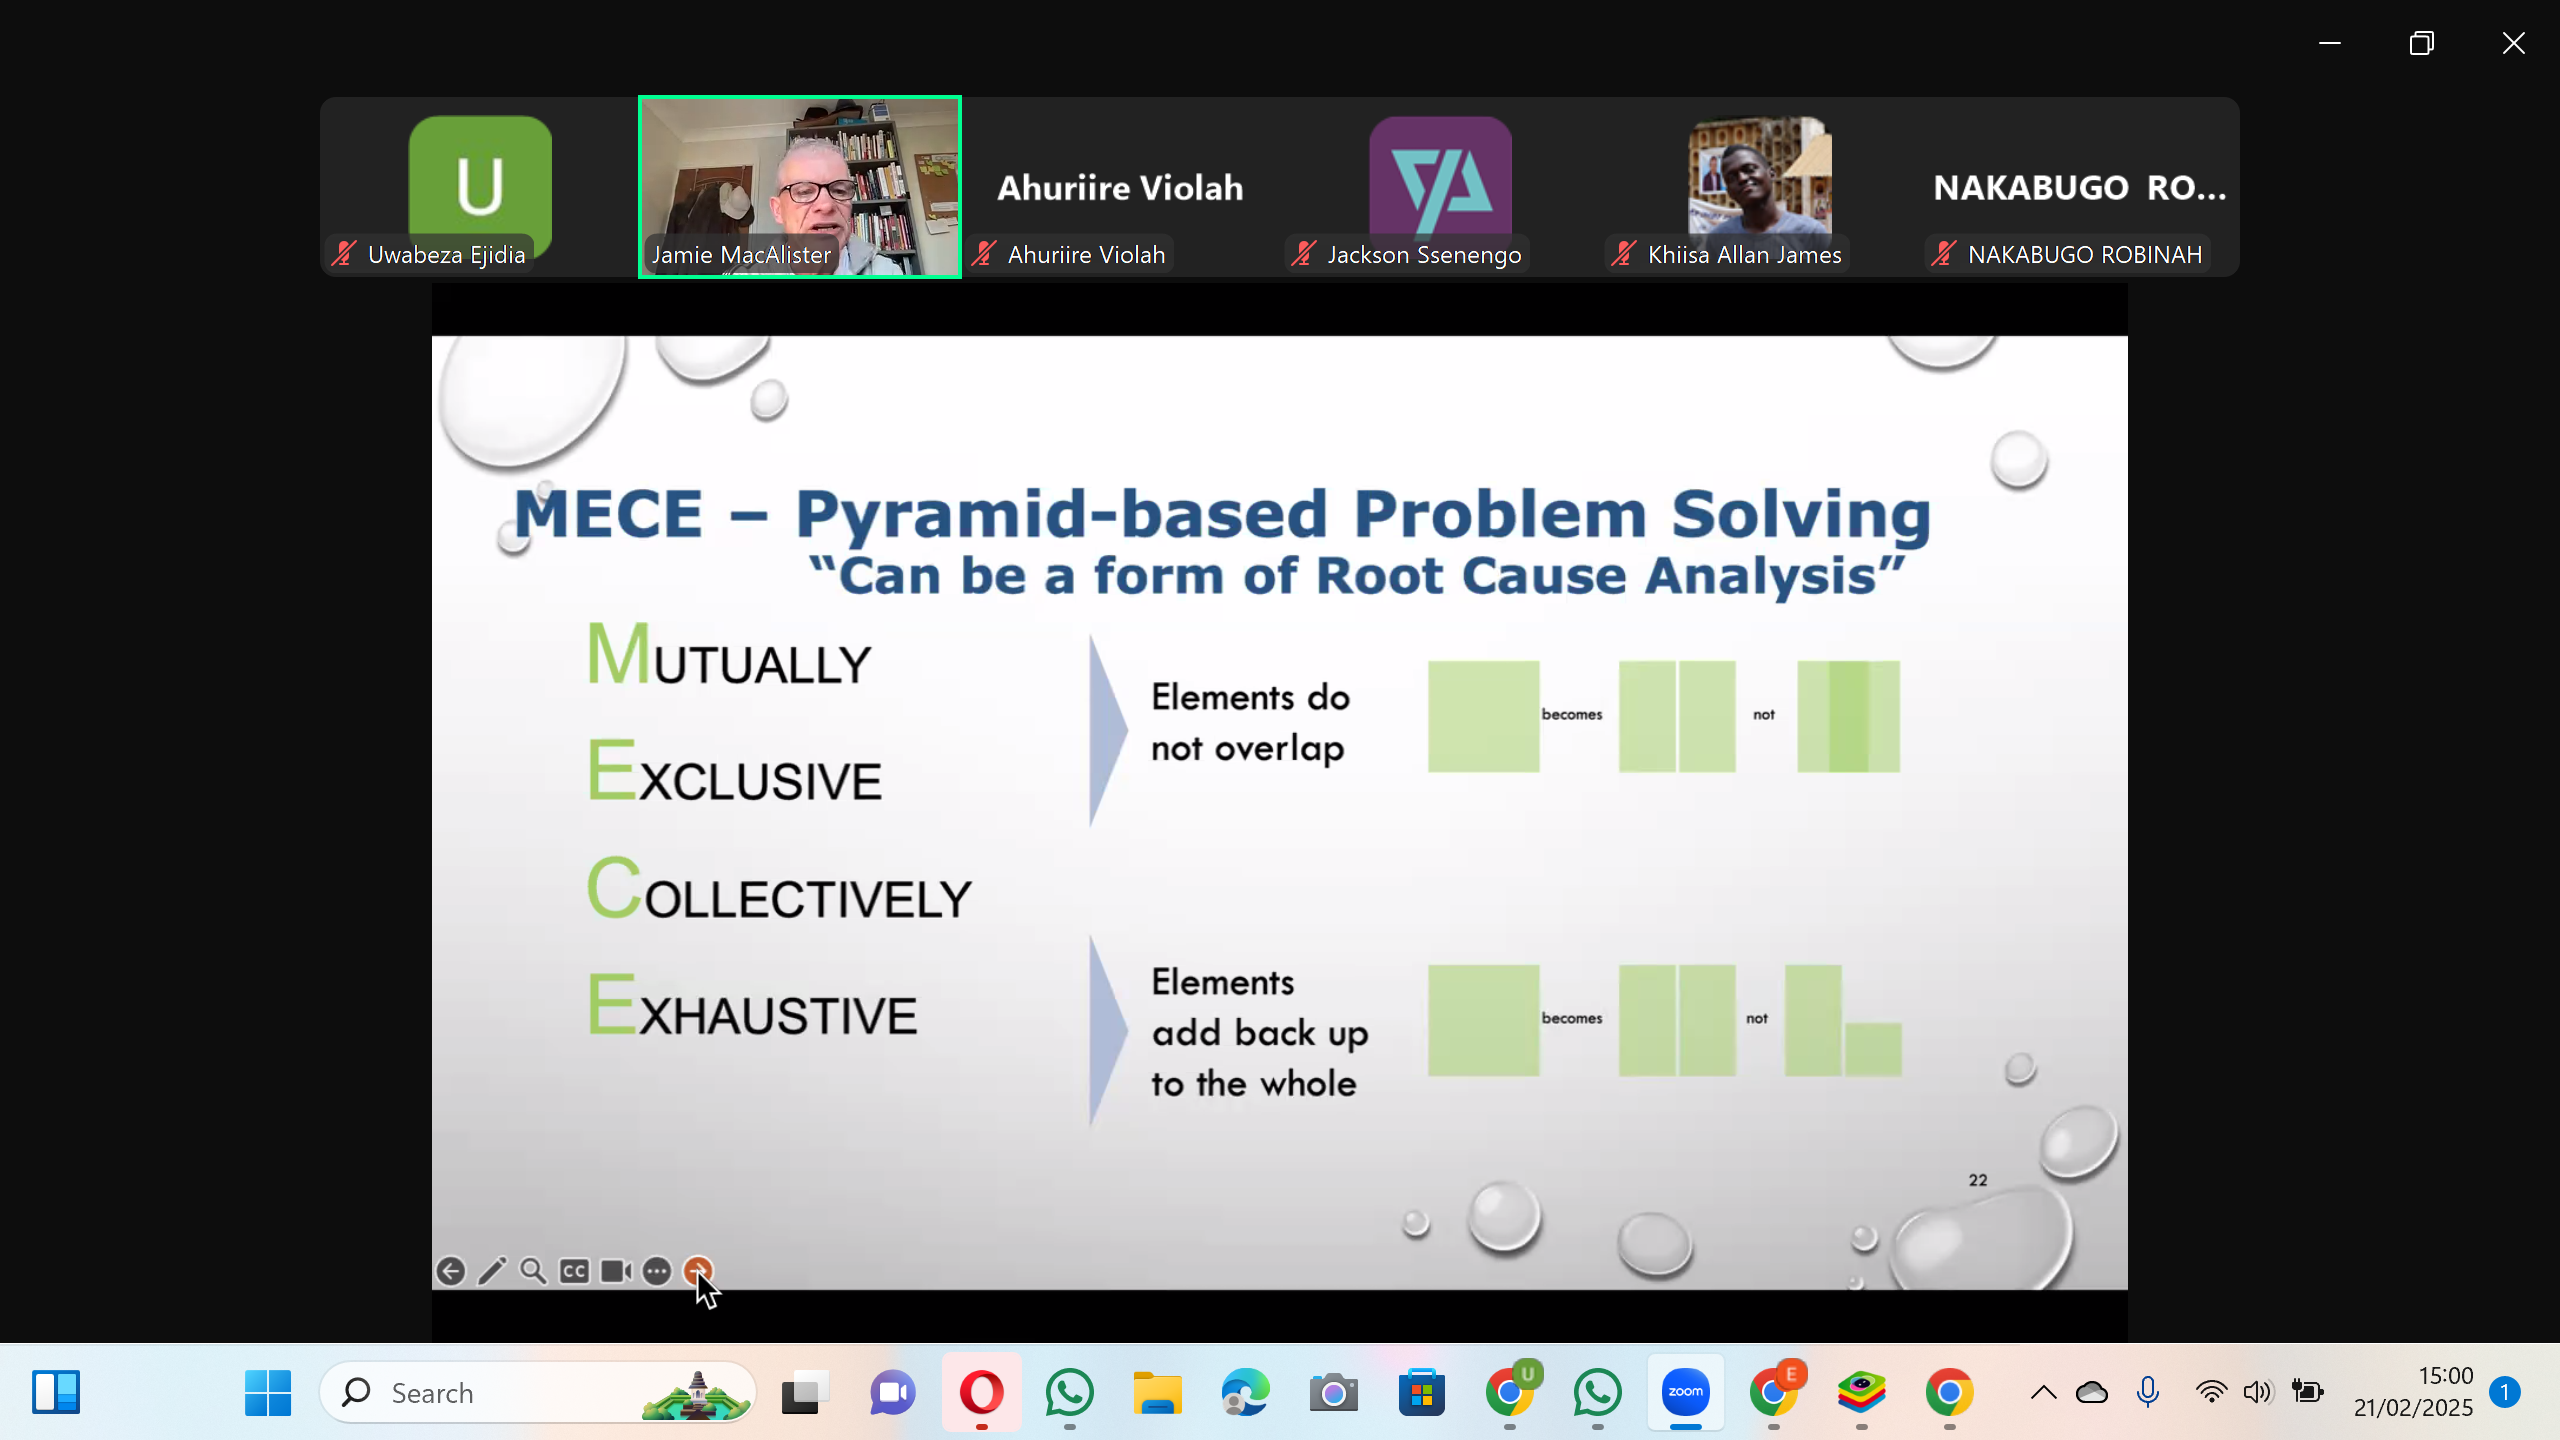 U
Uwabeza Ejidia
Jamie MacAlister
Ahuriire Violah
Ahuriire Violah
Jackson Ssenengo
Khiisa Allan James
NAKABUGO RO...
NAKABUGO ROBINAH
MECE – Pyramid-based Problem Solving
“Can be a form of Root Cause Analysis”
MUTUALLY
EXCLUSIVE
COLLECTIVELY
EXHAUSTIVE
Elements do
not overlap
becomes
not
Elements
add back up
to the whole
becomes
not
22
CC
Search
U
zoom
E
15:00
21/02/2025
1